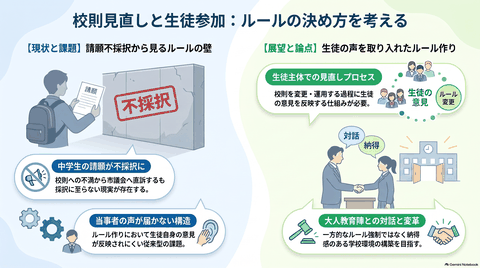 校則見直しと生徒参加：ルールの決め方を考える
【現状と課題】請願不採択から見るルールの壁
請願
不採択
中学生の請願が不採択に
校則への不満から市議会へ直訴するも
採択に至らない現実が存在する。
当事者の声が届かない構造
ルール作りにおいて生徒自身の意見が
反映されにくい従来型の課題。
【展望と論点】生徒の声を取り入れたルール作り
生徒主体での見直しプロセス
校則を変更・運用する過程に生徒
の意見を反映する仕組みが必要。
生徒の
意見
ルール
変更
対話
納得
大人教育陣との対話と変革
一方的なルール強制ではなく納得
感のある学校環境の構築を目指す。
Gemini Notebook